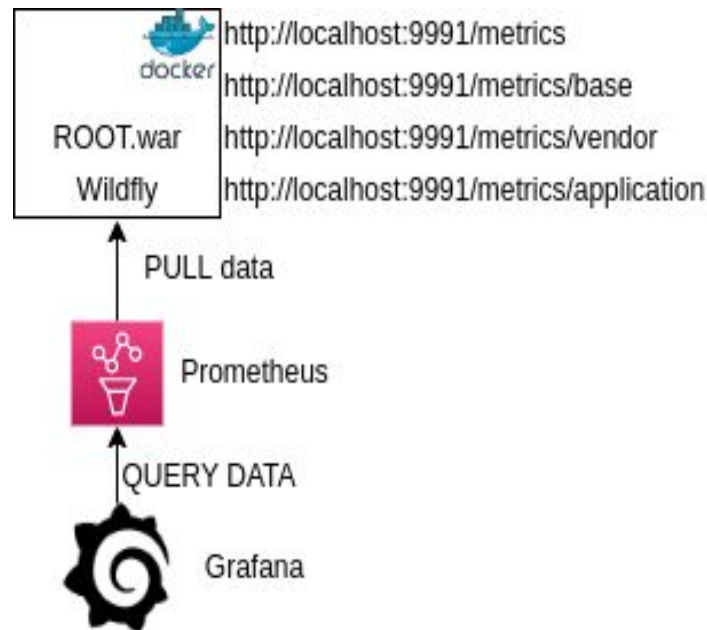 docker
http://localhost:9991/metrics
http://localhost:9991/metrics/base
ROOT.war
http://localhost:9991/metrics/vendor
Wildfly
http://localhost:9991/metrics/application
PULL data
Prometheus
QUERY DATA
Grafana